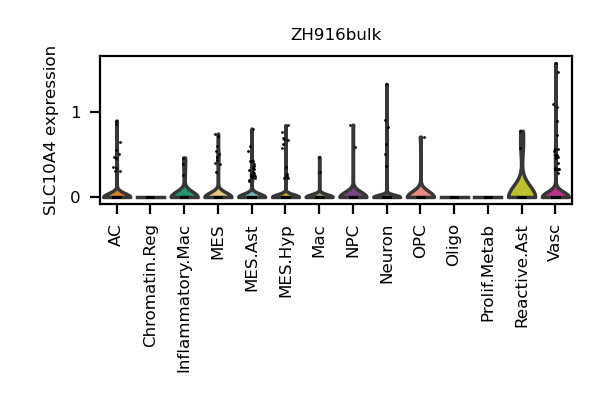 ZH916bulk
SLC10A4 expression
1
0
AC
Chromatin.Reg
Inflammatory.Mac
MES
MES.Ast
MES.Hyp
Mac
NPC
Neuron
OPC
Oligo
Prolif.Metab
Reactive.Ast
Vasc